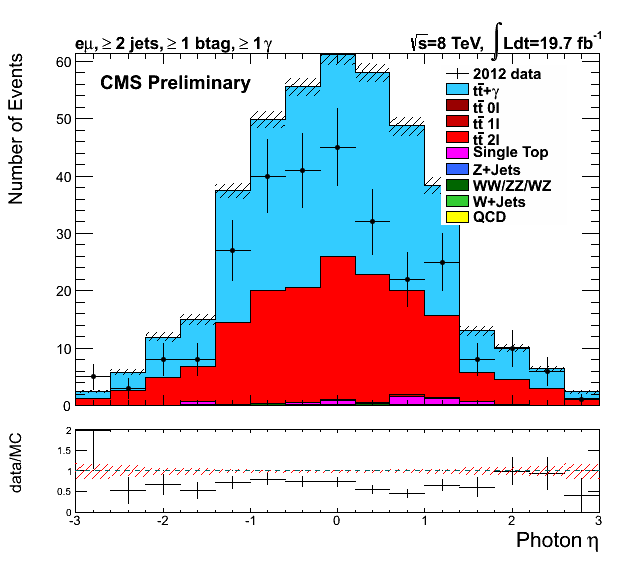 eμ, ≥ 2 jets, ≥ 1 btag, ≥ 1 γ
√s=8 TeV, ∫ Ldt=19.7 fb⁻¹
CMS Preliminary
2012 data
tt̄+γ
tt̄ 0l
tt̄ 1l
tt̄ 2l
Single Top
Z+Jets
WW/ZZ/WZ
W+Jets
QCD
Number of Events
60
50
40
30
20
10
0
data/MC
2
1.5
1
0.5
0
-3 -2 -1 0 1 2 3
Photon η